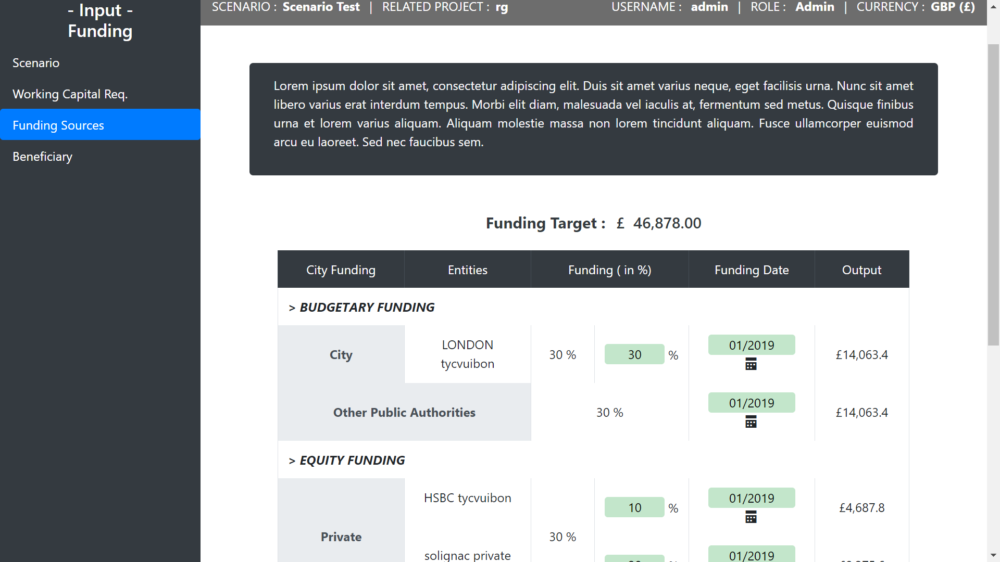 - Input -
Funding
Scenario
Working Capital Req.
Funding Sources
Beneficiary
SCENARIO : Scenario Test | RELATED PROJECT : rg
USERNAME : admin | ROLE : Admin | CURRENCY : GBP (£)
Lorem ipsum dolor sit amet, consectetur adipiscing elit. Duis sit amet varius neque, eget facilisis urna. Nunc sit amet
libero varius erat interdum tempus. Morbi elit diam, malesuada vel iaculis at, fermentum sed metus. Quisque finibus
urna et lorem varius aliquam. Aliquam molestie massa non lorem tincidunt aliquam. Fusce ullamcorper euismod
arcu eu laoreet. Sed nec faucibus sem.
Funding Target : £ 46,878.00
City Funding Entities Funding ( in %) Funding Date Output
> BUDGETARY FUNDING
City LONDON tycvuibon 30 % 30 % 01/2019 £14,063.4
Other Public Authorities 30 % 01/2019 £14,063.4
> EQUITY FUNDING
HSBC tycvuibon 10 % 01/2019 £4,687.8
Private 30 %
solignac private 01/2019